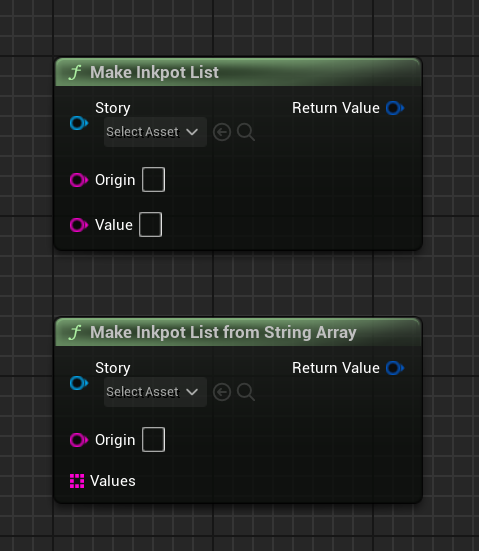 Make Inkpot List
Story
Return Value
Select Asset
Origin
Value
Make Inkpot List from String Array
Story
Return Value
Select Asset
Origin
Values